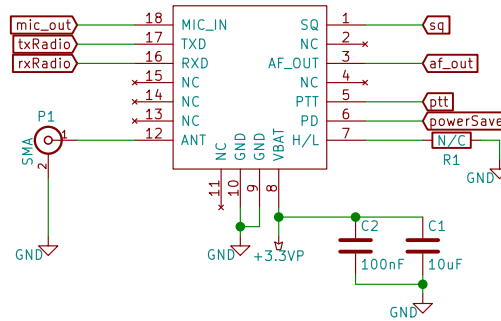 mic_out 18 MIC_IN SQ 1 sq
txRadio 17 TXD NC 2
rxRadio 16 RXD AF_OUT 3 af_out
15 NC NC 4
14 NC PTT 5 ptt
13 NC PD 6 powerSave
P1 SMA 1 12 ANT H/L 7 N/C
R1
2
NC GND GND VBAT
11 10 9 8
GND
GND GND +3.3VP
C2 C1
100nF 10uF
GND